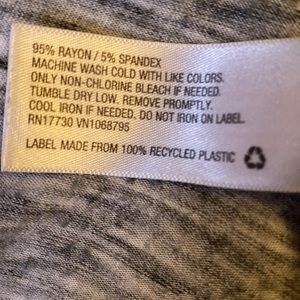 95% RAYON / 5% SPANDEX
MACHINE WASH COLD WITH LIKE COLORS.
ONLY NON-CHLORINE BLEACH IF NEEDED.
TUMBLE DRY LOW. REMOVE PROMPTLY.
COOL IRON IF NEEDED. DO NOT IRON ON LABEL.
RN17730 VN1068795
LABEL MADE FROM 100% RECYCLED PLASTIC